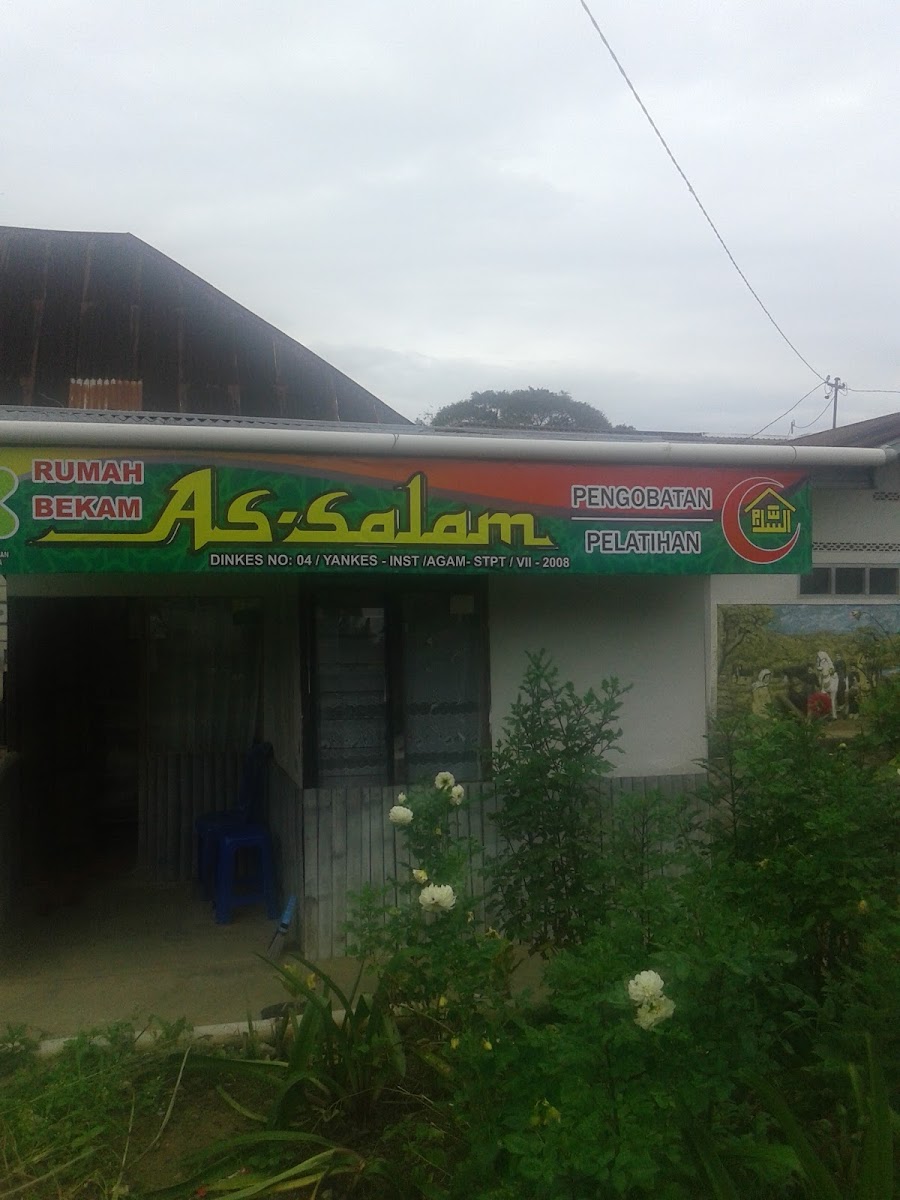 RUMAH
BEKAM
As-Salam
PENGOBATAN
PELATIHAN
DINKES NO: 04 / YANKES - INST /AGAM- STPT / VII - 2008